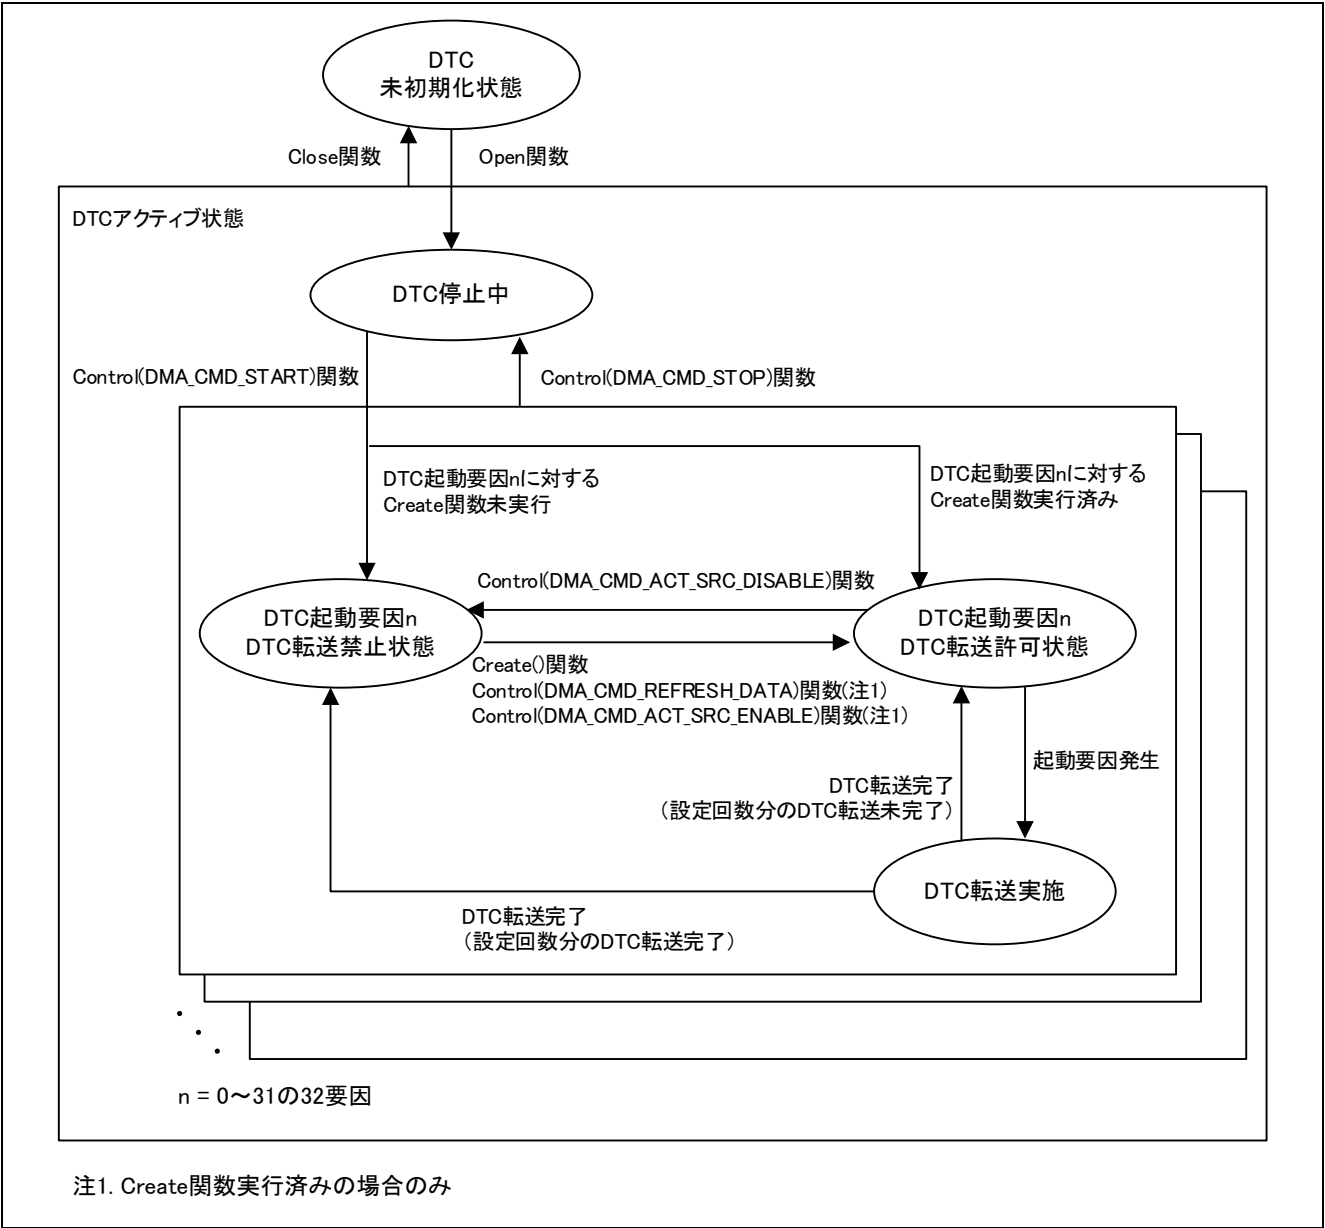 DTC
未初期化状態
Close関数
Open関数
DTCアクティブ状態
DTC停止中
Control(DMA_CMD_START)関数
Control(DMA_CMD_STOP)関数
DTC起動要因nに対する
Create関数未実行
DTC起動要因nに対する
Create関数実行済み
Control(DMA_CMD_ACT_SRC_DISABLE)関数
DTC起動要因n
DTC転送禁止状態
DTC起動要因n
DTC転送許可状態
Create()関数
Control(DMA_CMD_REFRESH_DATA)関数(注1)
Control(DMA_CMD_ACT_SRC_ENABLE)関数(注1)
起動要因発生
DTC転送完了
(設定回数分のDTC転送未完了)
DTC転送実施
DTC転送完了
(設定回数分のDTC転送完了)
n = 0～31の32要因
注1. Create関数実行済みの場合のみ